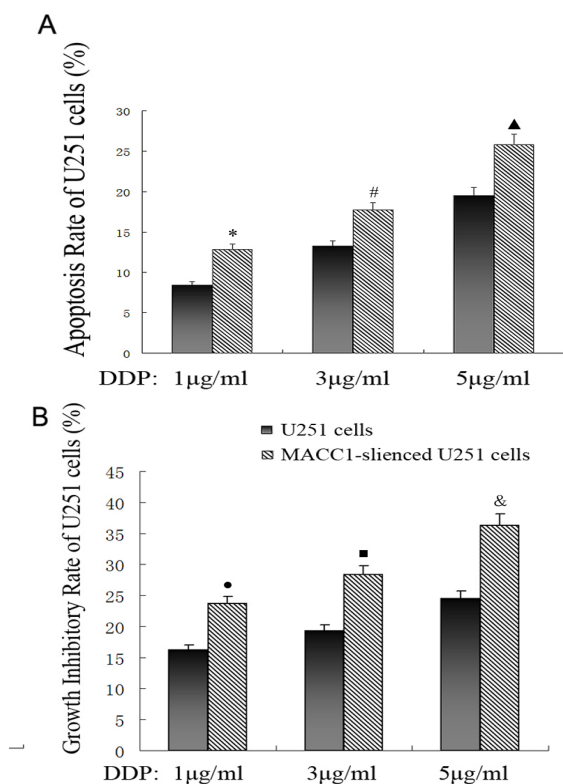 A
Apoptosis Rate of U251 cells (%)
30
25
20
15
10
5
0
*
#
▲
DDP: 1μg/ml 3μg/ml 5μg/ml
B
U251 cells
MACC1-slienced U251 cells
Growth Inhibitory Rate of U251 cells (%)
45
40
35
30
25
20
15
10
5
0
●
■
&
DDP: 1μg/ml 3μg/ml 5μg/ml